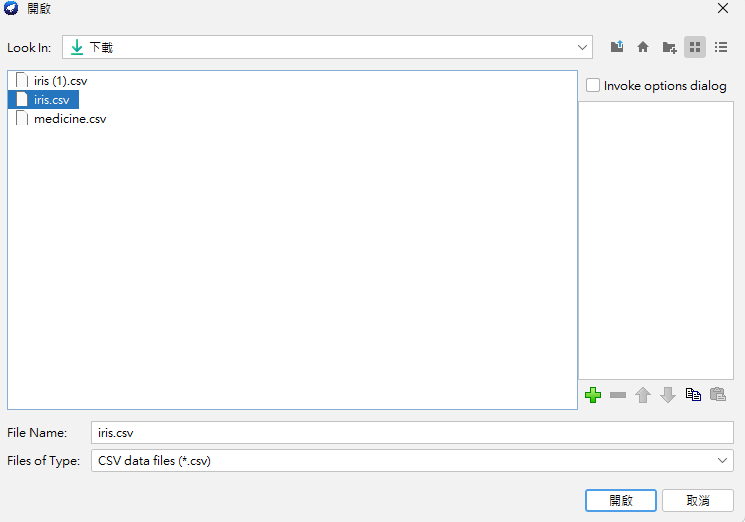 開啟
Look In: 下載
iris (1).csv
iris.csv
medicine.csv
Invoke options dialog
File Name: iris.csv
Files of Type: CSV data files (*.csv)
開啟 取消